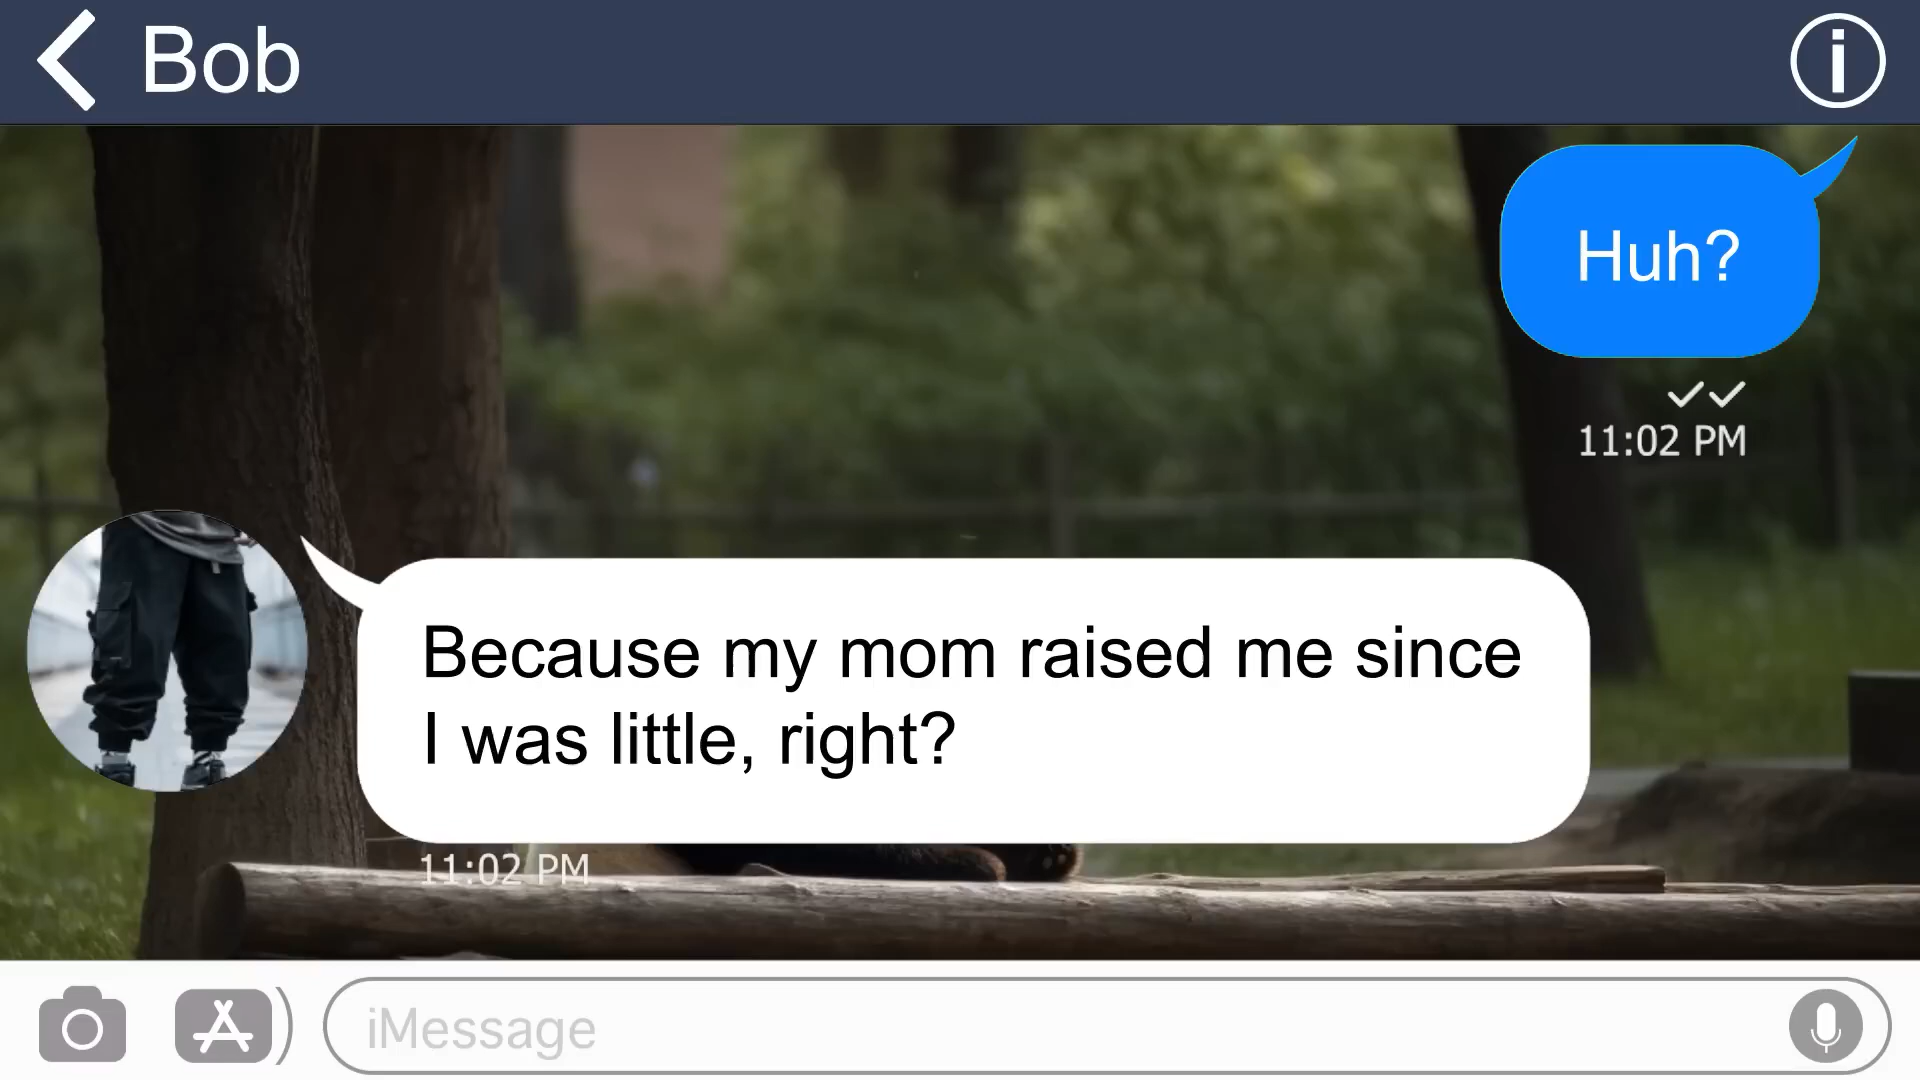 Bob
Huh?
11:02 PM
Because my mom raised me since
I was little, right?
11:02 PM
iMessage